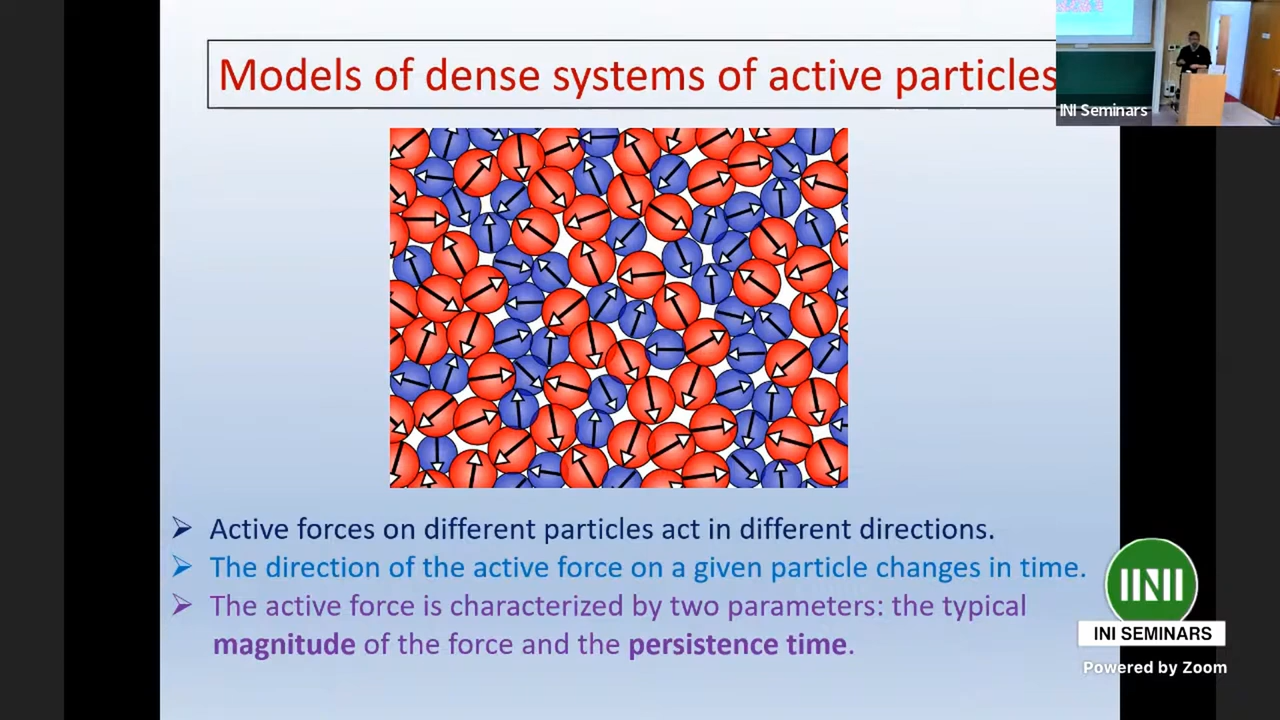 Models of dense systems of active particles
INI Seminars
➢ Active forces on different particles act in different directions.
➢ The direction of the active force on a given particle changes in time.
➢ The active force is characterized by two parameters: the typical
magnitude of the force and the persistence time.
INI
INI SEMINARS
Powered by Zoom